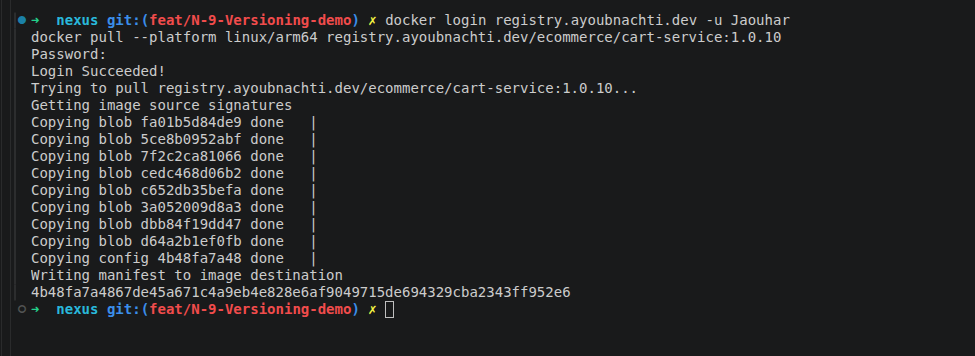 ➜ nexus git:(feat/N-9-Versioning-demo) ✗ docker login registry.ayoubnachti.dev -u Jaouhar
docker pull --platform linux/arm64 registry.ayoubnachti.dev/ecommerce/cart-service:1.0.10
Password:
Login Succeeded!
Trying to pull registry.ayoubnachti.dev/ecommerce/cart-service:1.0.10...
Getting image source signatures
Copying blob fa01b5d84de9 done   |
Copying blob 5ce8b0952abf done   |
Copying blob 7f2c2ca81066 done   |
Copying blob cedc468d06b2 done   |
Copying blob c652db35befa done   |
Copying blob 3a052009d8a3 done   |
Copying blob dbb84f19dd47 done   |
Copying blob d64a2b1ef0fb done   |
Copying config 4b48fa7a48 done   |
Writing manifest to image destination
4b48fa7a4867de45a671c4a9eb4e828e6af9049715de694329cba2343ff952e6
➜ nexus git:(feat/N-9-Versioning-demo) ✗